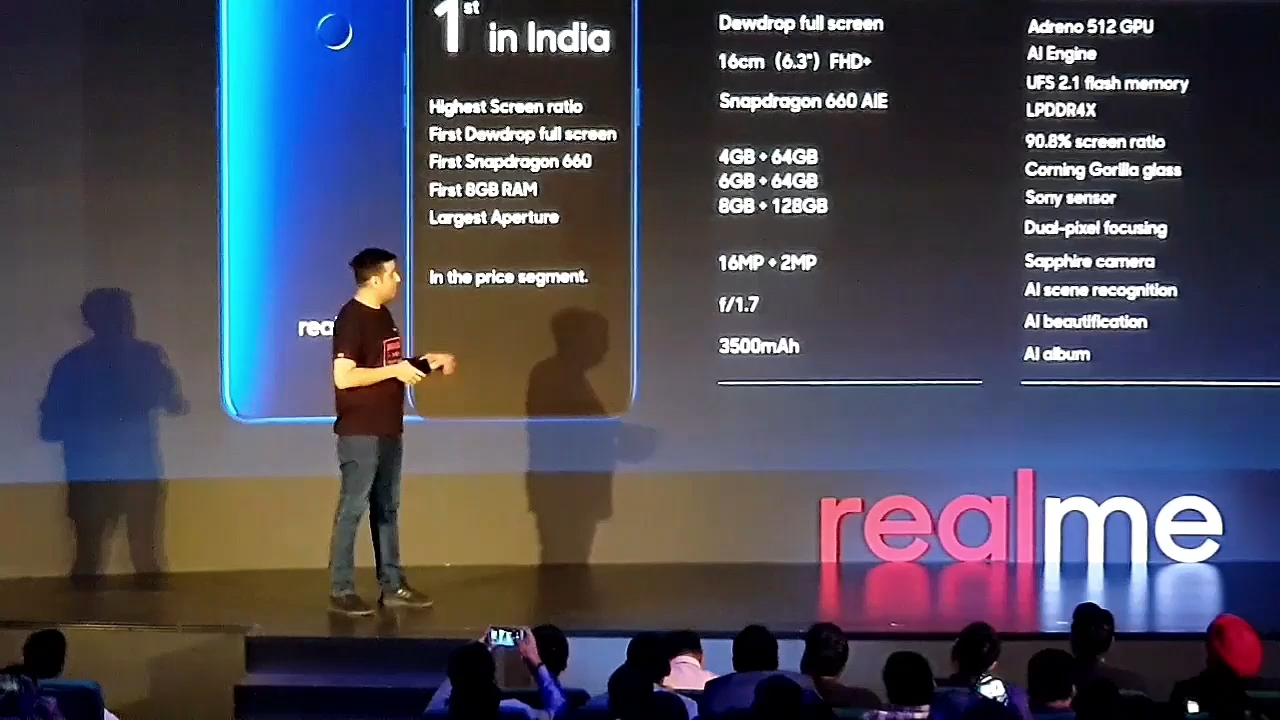 1st
in India
Highest Screen ratio
First Dewdrop full screen
First Snapdragon 660
First 8GB RAM
Largest Aperture
In the price segment.
Dewdrop full screen
16cm (6.3") FHD+
Snapdragon 660 AIE
4GB + 64GB
6GB + 64GB
8GB + 128GB
16MP + 2MP
f/1.7
3500mAh
Adreno 512 GPU
AI Engine
UFS 2.1 flash memory
LPDDR4X
90.8% screen ratio
Corning Gorilla glass
Sony sensor
Dual-pixel focusing
Sapphire camera
AI scene recognition
AI beautification
AI album
real
realme